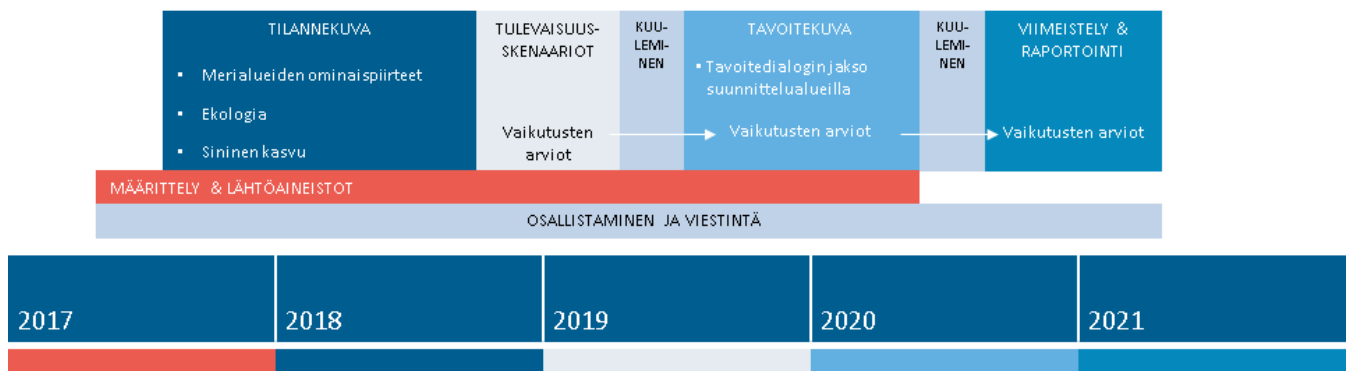 TILANNEKUVA
▪ Merialueiden ominaispiirteet
▪ Ekologia
▪ Sininen kasvu
TULEVAISUUS-
SKENAARIOT
Vaikutusten
arviot
KUU-
LEMI-
NEN
TAVOITEKUVA
▪ Tavoitedialogin jakso
suunnittelualueilla
Vaikutusten arviot
KUU-
LEMI-
NEN
VIIMEISTELY &
RAPORTOINTI
Vaikutusten arviot
MÄÄRITTELY & LÄHTÖAINEISTOT
OSALLISTAMINEN JA VIESTINTÄ
2017
2018
2019
2020
2021